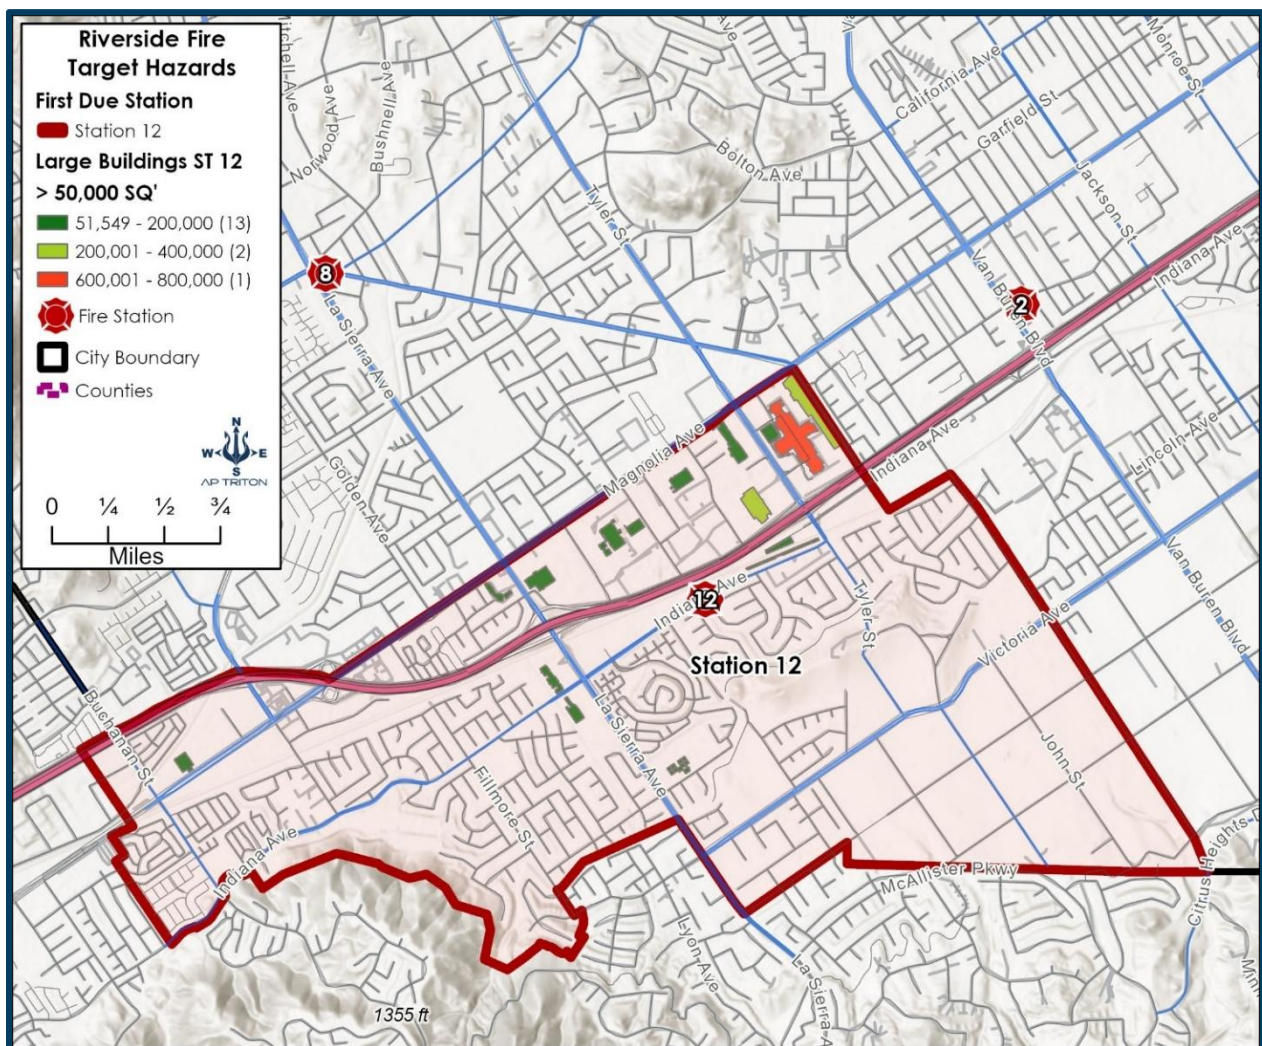 Riverside Fire
Target Hazards
First Due Station
Station 12
Large Buildings ST 12
> 50,000 SQ'
51,549 - 200,000 (13)
200,001 - 400,000 (2)
600,001 - 800,000 (1)
Fire Station
City Boundary
Counties
N
W E
S
AP TRITON
0 ¼ ½ ¾
Miles
Mitchell-Ave
Norwood-Ave
Bushnell Ave
Tyler St
Bolton Ave
California Ave
Garfield St
Monroe St
Jackson St
Indiana Ave
Van Buren Blvd
8
2
La Sierra Ave
Golden-Ave
Magnolia Ave
Indiana Ave
Lincoln Ave
Van Buren Blvd
Indiana Ave
12
Tyler St
Victoria Ave
Station 12
La Sierra Ave
Buchanan St
Fillmore St
Indiana Ave
John-St
McAllister Pkwy
Citrus Heights
Lyon-Ave
La Sierra
1355 ft